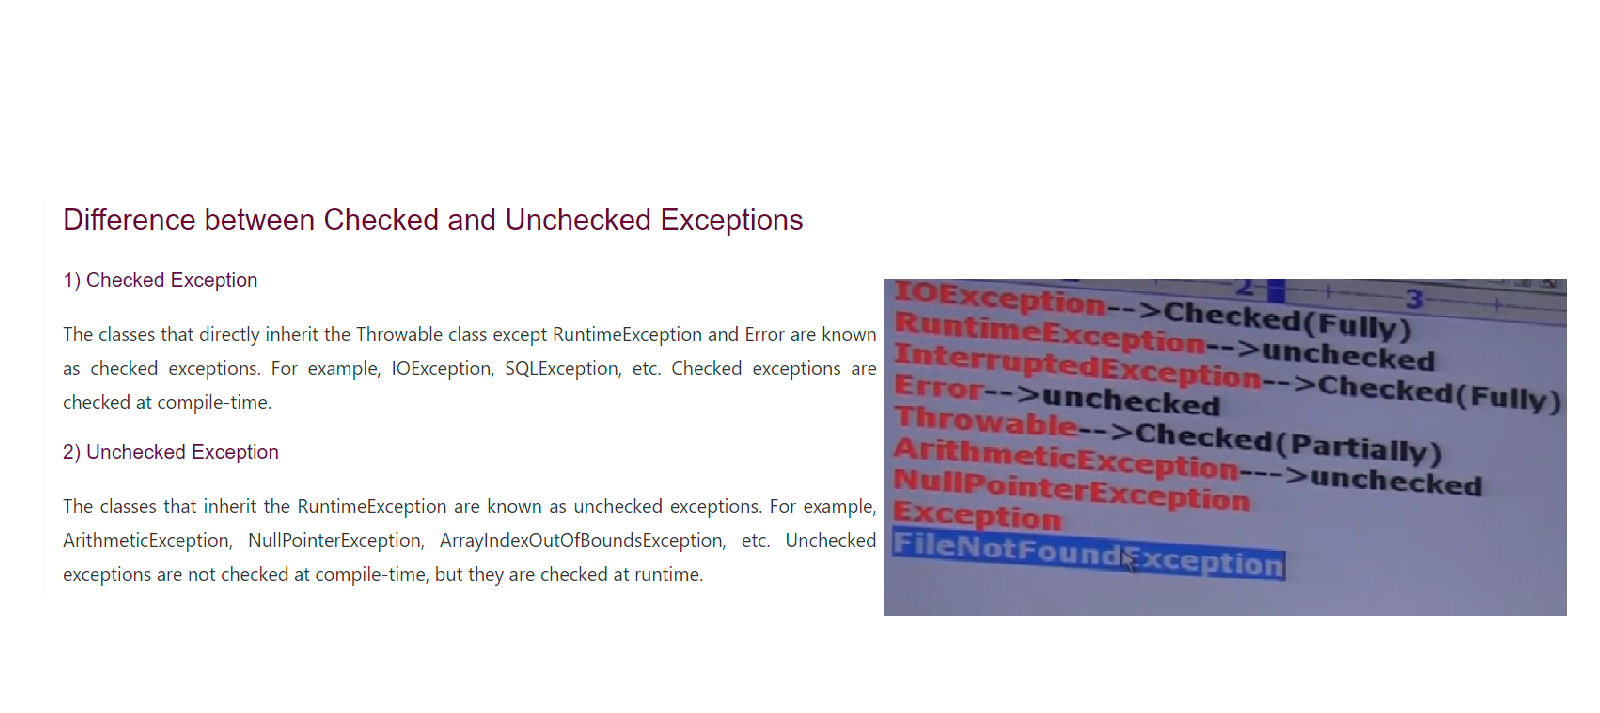 Difference between Checked and Unchecked Exceptions
1) Checked Exception
The classes that directly inherit the Throwable class except RuntimeException and Error are known
as checked exceptions. For example, IOException, SQLException, etc. Checked exceptions are
checked at compile-time.
2) Unchecked Exception
The classes that inherit the RuntimeException are known as unchecked exceptions. For example,
ArithmeticException, NullPointerException, ArrayIndexOutOfBoundsException, etc. Unchecked
exceptions are not checked at compile-time, but they are checked at runtime.
2 3
IOException-->Checked(Fully)
RuntimeException-->unchecked
InterruptedException-->Checked(Fully)
Error-->unchecked
Throwable-->Checked(Partially)
ArithmeticException--->unchecked
NullPointerException
Exception
FileNotFoundException